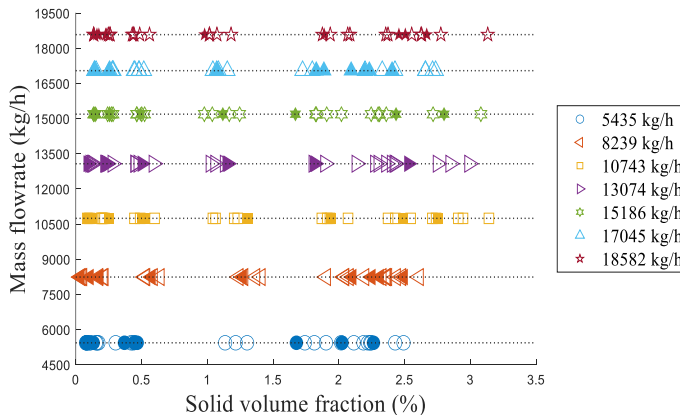 19500
18000
16500
15000
13500
12000
10500
9000
7500
6000
4500
Mass flowrate (kg/h)
0
0.5
1
1.5
2
2.5
3
3.5
Solid volume fraction (%)
5435 kg/h
8239 kg/h
10743 kg/h
13074 kg/h
15186 kg/h
17045 kg/h
18582 kg/h